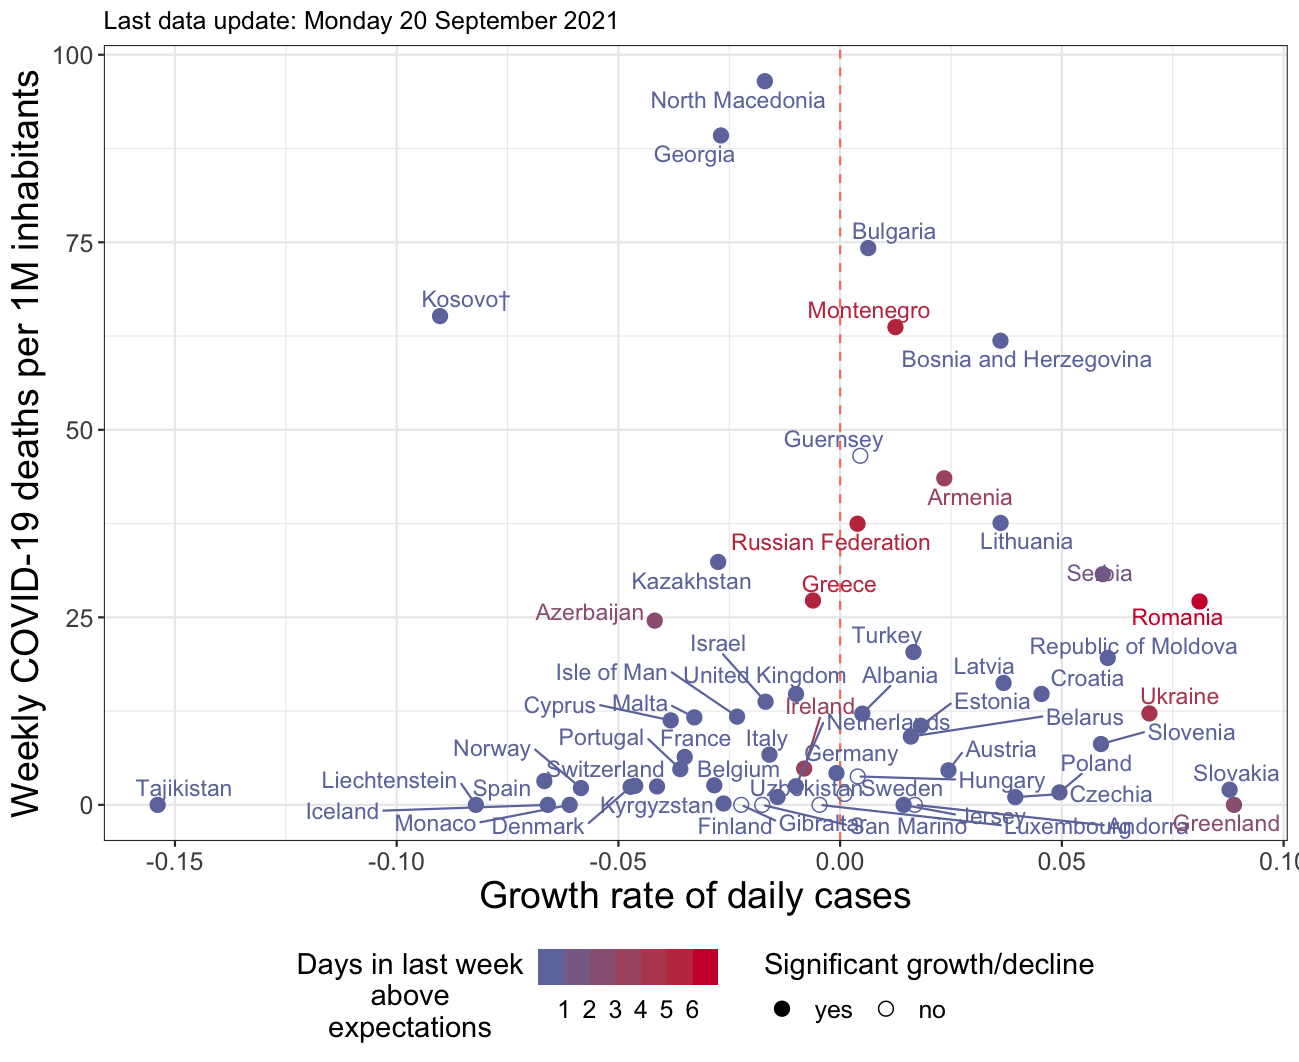 Last data update: Monday 20 September 2021
Weekly COVID-19 deaths per 1M inhabitants
100
75
50
25
0
North Macedonia
Georgia
Bulgaria
Kosovo†
Montenegro
Bosnia and Herzegovina
Guernsey
Armenia
Russian Federation
Lithuania
Kazakhstan
Serbia
Greece
Azerbaijan
Romania
Israel
Turkey
Republic of Moldova
Isle of Man
United Kingdom
Albania
Latvia
Croatia
Cyprus
Malta
Ireland
Estonia
Ukraine
Portugal
France
Italy
Netherlands
Belarus
Slovenia
Norway
Germany
Austria
Switzerland
Belgium
Poland
Liechtenstein
Spain
Uzbekistan
Sweden
Hungary
Czechia
Slovakia
Tajikistan
Iceland
Kyrgyzstan
Monaco
Denmark
Finland
Gibraltar
San Marino
Jersey
Luxembourg
Andorra
Greenland
-0.15
-0.10
-0.05
0.00
0.05
0.10
Growth rate of daily cases
Days in last week
above
expectations
1 2 3 4 5 6
Significant growth/decline
yes
no